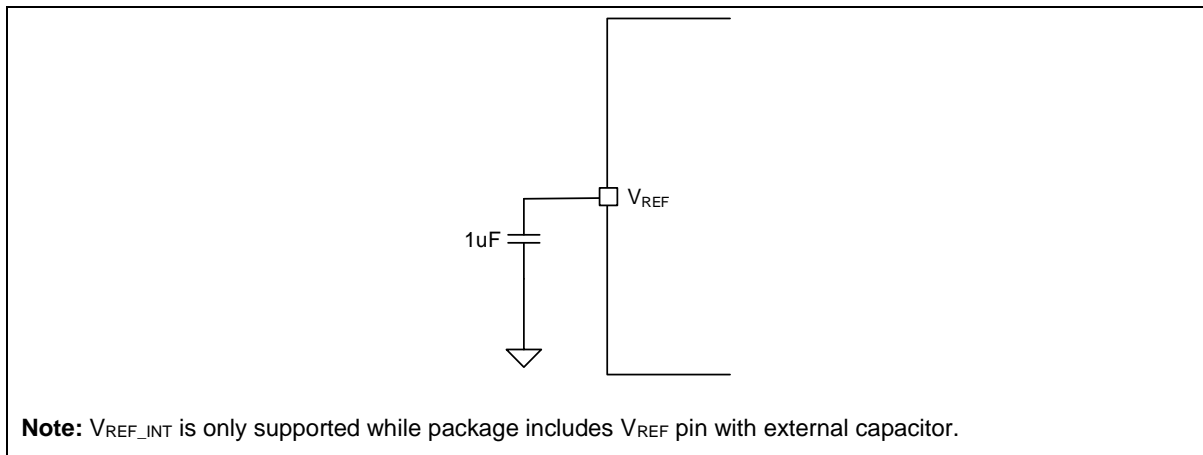 VREF
1uF
Note: VREF_INT is only supported while package includes VREF pin with external capacitor.